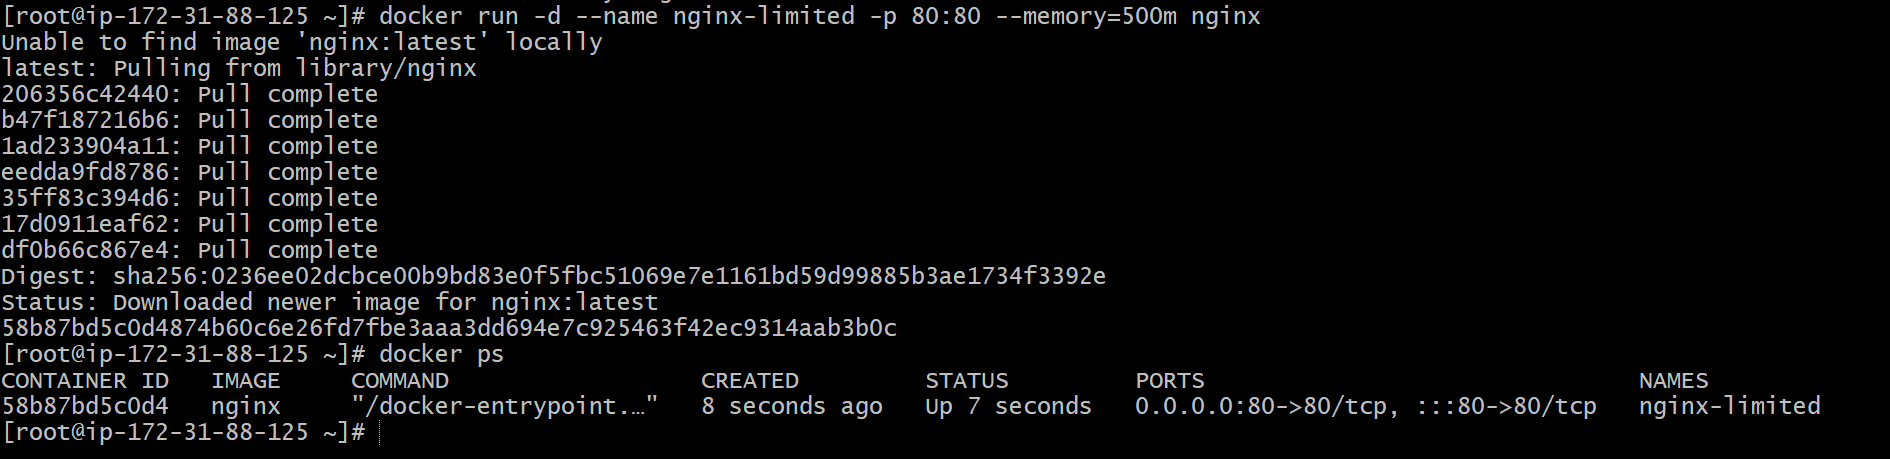 [root@ip-172-31-88-125 ~]# docker run -d --name nginx-limited -p 80:80 --memory=500m nginx
Unable to find image 'nginx:latest' locally
latest: Pulling from library/nginx
206356c42440: Pull complete
b47f187216b6: Pull complete
1ad233904a11: Pull complete
eedda9fd8786: Pull complete
35ff83c394d6: Pull complete
17d0911eaf62: Pull complete
df0b66c867e4: Pull complete
Digest: sha256:0236ee02dcbce00b9bd83e0f5fbc51069e7e1161bd59d99885b3ae1734f3392e
Status: Downloaded newer image for nginx:latest
58b87bd5c0d4874b60c6e26fd7fbe3aaa3dd694e7c925463f42ec9314aab3b0c
[root@ip-172-31-88-125 ~]# docker ps
CONTAINER ID   IMAGE     COMMAND                  CREATED         STATUS         PORTS                               NAMES
58b87bd5c0d4   nginx     "/docker-entrypoint.…"   8 seconds ago   Up 7 seconds   0.0.0.0:80->80/tcp, :::80->80/tcp   nginx-limited
[root@ip-172-31-88-125 ~]#